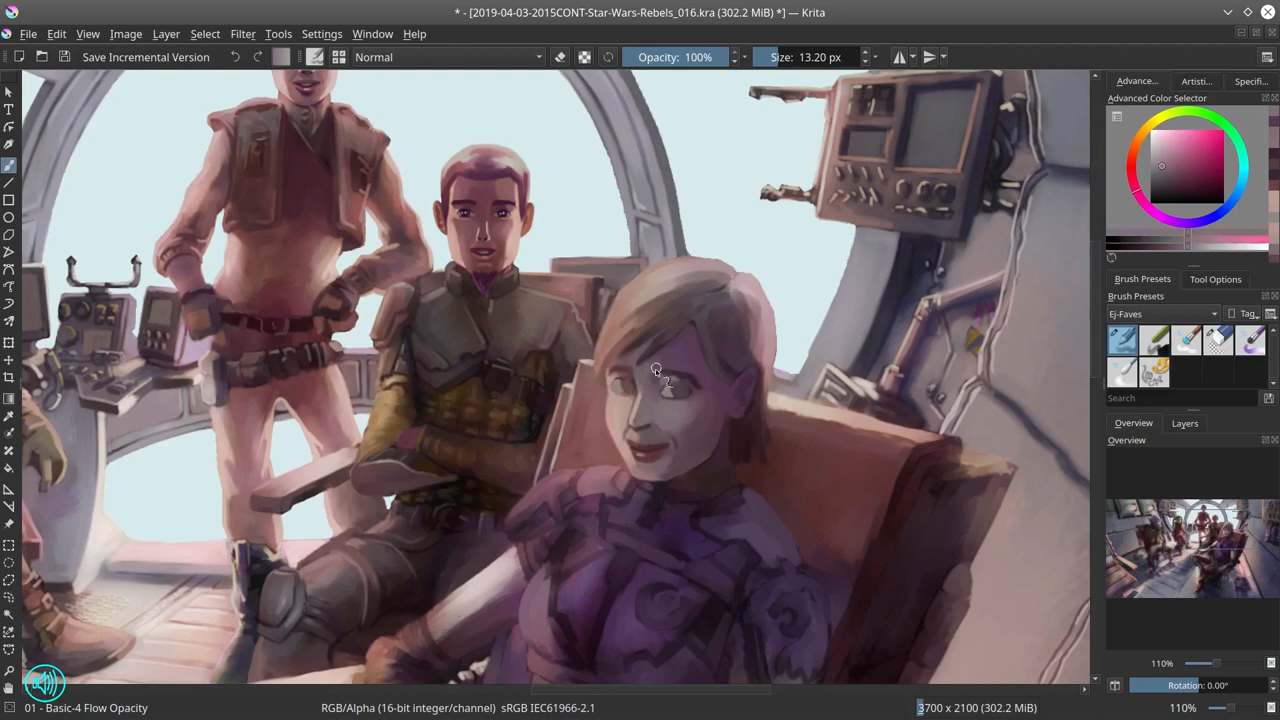 * - [2019-04-03-2015CONT-Star-Wars-Rebels_016.kra (302.2 MiB) *] — Krita
File Edit View Image Layer Select Filter Tools Settings Window Help
Save Incremental Version Normal Opacity: 100% Size: 13.20 px
Advance... Artisti... Specifi...
Advanced Color Selector
Brush Presets Tool Options
Brush Presets
Ej-Faves Tag
Search
Overview Layers
Overview
110%
Rotation: 0.00°
01 - Basic-4 Flow Opacity RGB/Alpha (16-bit integer/channel) sRGB IEC61966-2.1 3700 x 2100 (302.2 MiB) 110%